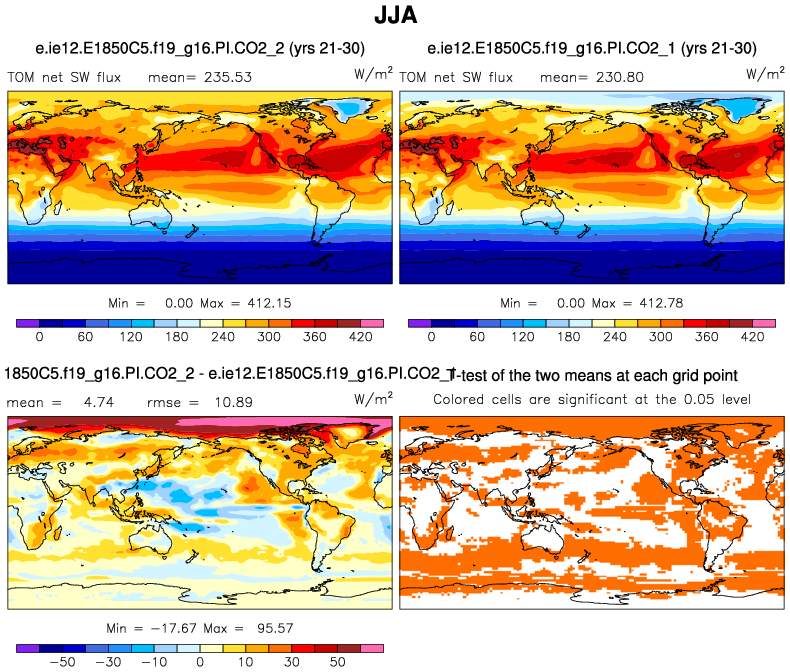 JJA
e.ie12.E1850C5.f19_g16.PI.CO2_2 (yrs 21-30)
e.ie12.E1850C5.f19_g16.PI.CO2_1 (yrs 21-30)
TOM net SW flux mean= 235.53 W/m²
TOM net SW flux mean= 230.80 W/m²
Min = 0.00 Max = 412.15
Min = 0.00 Max = 412.78
0 60 120 180 240 300 360 420
0 60 120 180 240 300 360 420
1850C5.f19_g16.PI.CO2_2 - e.ie12.E1850C5.f19_g16.PI.CO2_1
T-test of the two means at each grid point
mean = 4.74 rmse = 10.89 W/m²
Colored cells are significant at the 0.05 level
Min = −17.67 Max = 95.57
−50 −30 −10 0 10 30 50